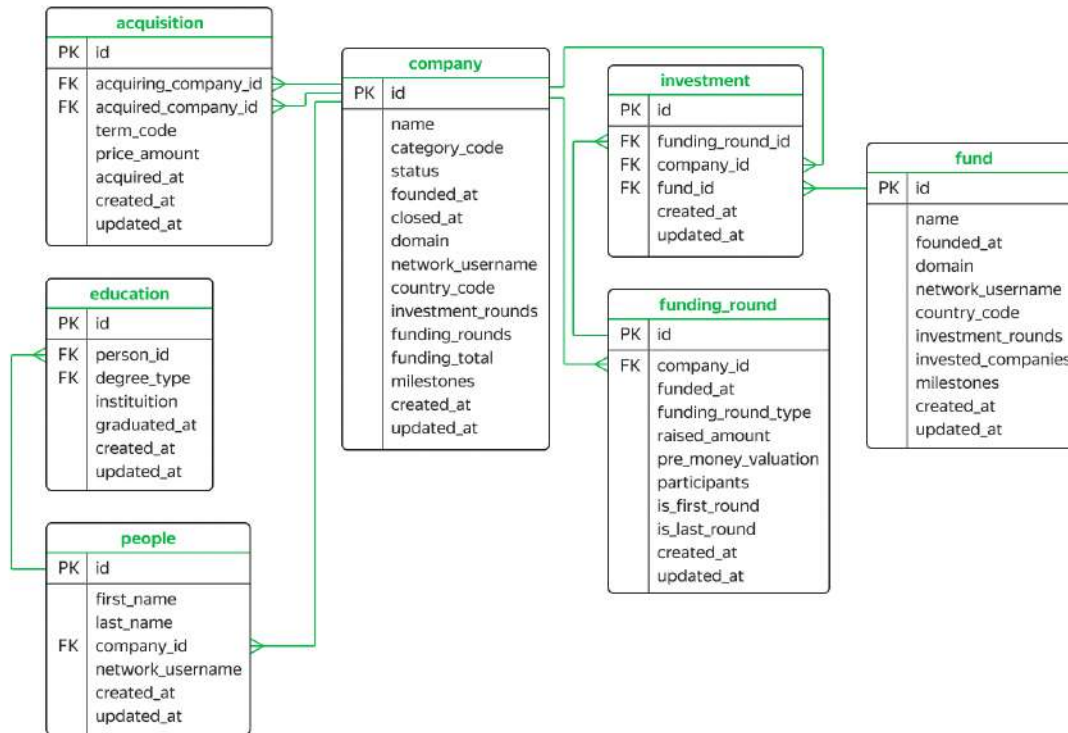 acquisition
PK id
FK acquiring_company_id
FK acquired_company_id
term_code
price_amount
acquired_at
created_at
updated_at
company
PK id
name
category_code
status
founded_at
closed_at
domain
network_username
country_code
investment_rounds
funding_rounds
funding_total
milestones
created_at
updated_at
investment
PK id
FK funding_round_id
FK company_id
FK fund_id
created_at
updated_at
fund
PK id
name
founded_at
domain
network_username
country_code
investment_rounds
invested_companies
milestones
created_at
updated_at
education
PK id
FK person_id
FK degree_type
instituition
graduated_at
created_at
updated_at
funding_round
PK id
FK company_id
funded_at
funding_round_type
raised_amount
pre_money_valuation
participants
is_first_round
is_last_round
created_at
updated_at
people
PK id
first_name
last_name
FK company_id
network_username
created_at
updated_at